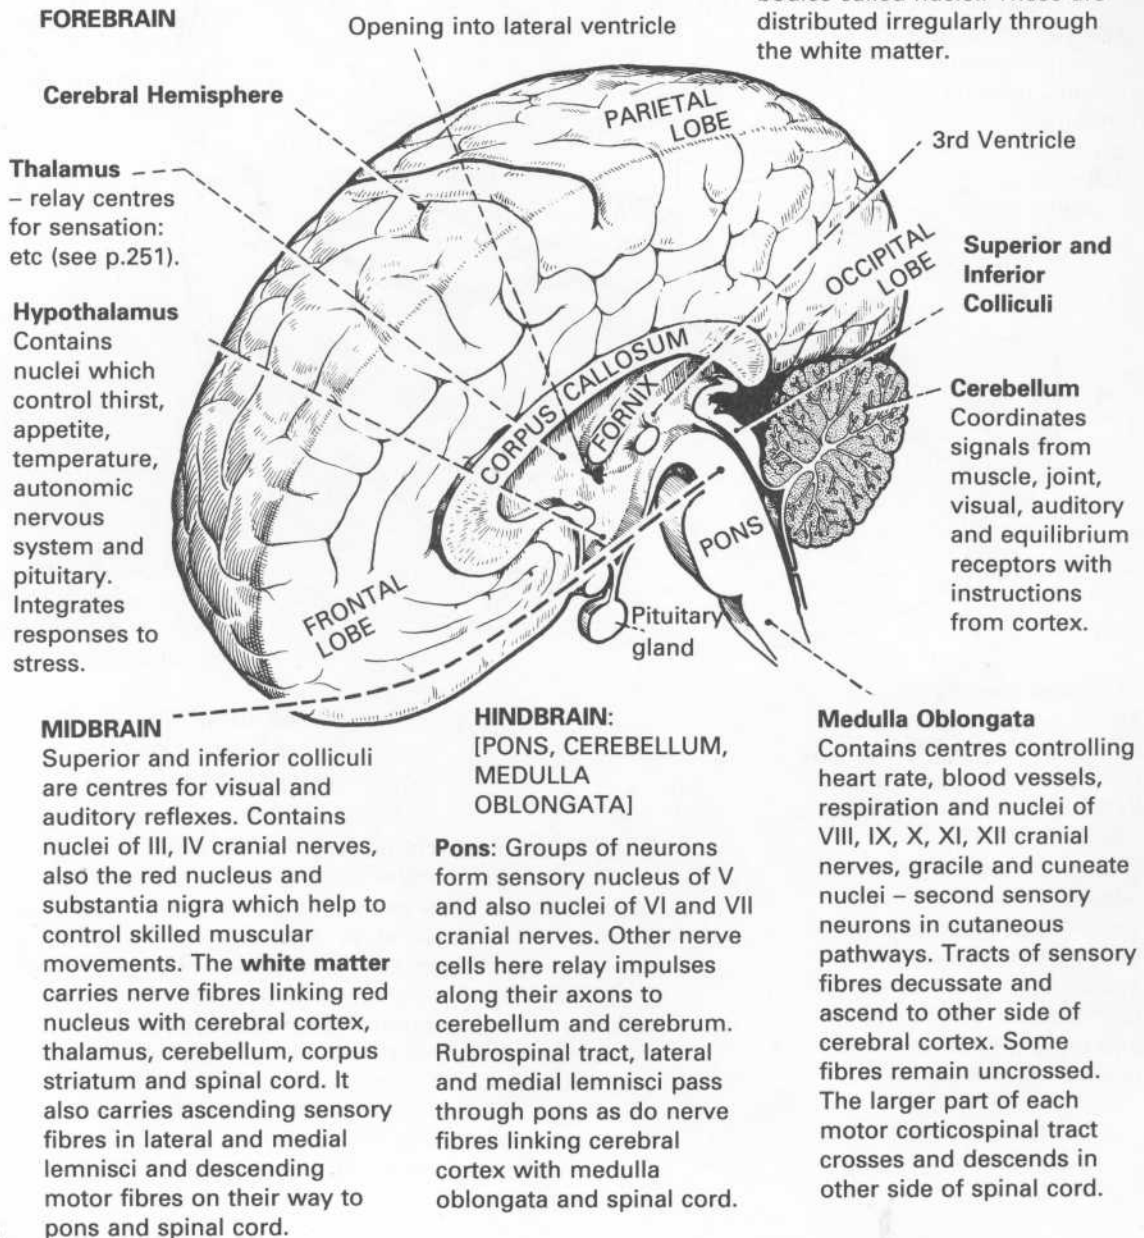 FOREBRAIN
Opening into lateral ventricle
distributed irregularly through
the white matter.
Cerebral Hemisphere
PARIETAL
LOBE
3rd Ventricle
Thalamus
– relay centres
for sensation:
etc (see p.251).
OCCIPITAL
LOBE
Superior and
Inferior
Colliculi
Hypothalamus
Contains
nuclei which
control thirst,
appetite,
temperature,
autonomic
nervous
system and
pituitary.
Integrates
responses to
stress.
CORPUS CALLOSUM
FORNIX
Cerebellum
Coordinates
signals from
muscle, joint,
visual, auditory
and equilibrium
receptors with
instructions
from cortex.
PONS
FRONTAL
LOBE
Pituitary
gland
MIDBRAIN
Superior and inferior colliculi
are centres for visual and
auditory reflexes. Contains
nuclei of III, IV cranial nerves,
also the red nucleus and
substantia nigra which help to
control skilled muscular
movements. The white matter
carries nerve fibres linking red
nucleus with cerebral cortex,
thalamus, cerebellum, corpus
striatum and spinal cord. It
also carries ascending sensory
fibres in lateral and medial
lemnisci and descending
motor fibres on their way to
pons and spinal cord.
HINDBRAIN:
[PONS, CEREBELLUM,
MEDULLA
OBLONGATA]
Pons: Groups of neurons
form sensory nucleus of V
and also nuclei of VI and VII
cranial nerves. Other nerve
cells here relay impulses
along their axons to
cerebellum and cerebrum.
Rubrospinal tract, lateral
and medial lemnisci pass
through pons as do nerve
fibres linking cerebral
cortex with medulla
oblongata and spinal cord.
Medulla Oblongata
Contains centres controlling
heart rate, blood vessels,
respiration and nuclei of
VIII, IX, X, XI, XII cranial
nerves, gracile and cuneate
nuclei – second sensory
neurons in cutaneous
pathways. Tracts of sensory
fibres decussate and
ascend to other side of
cerebral cortex. Some
fibres remain uncrossed.
The larger part of each
motor corticospinal tract
crosses and descends in
other side of spinal cord.